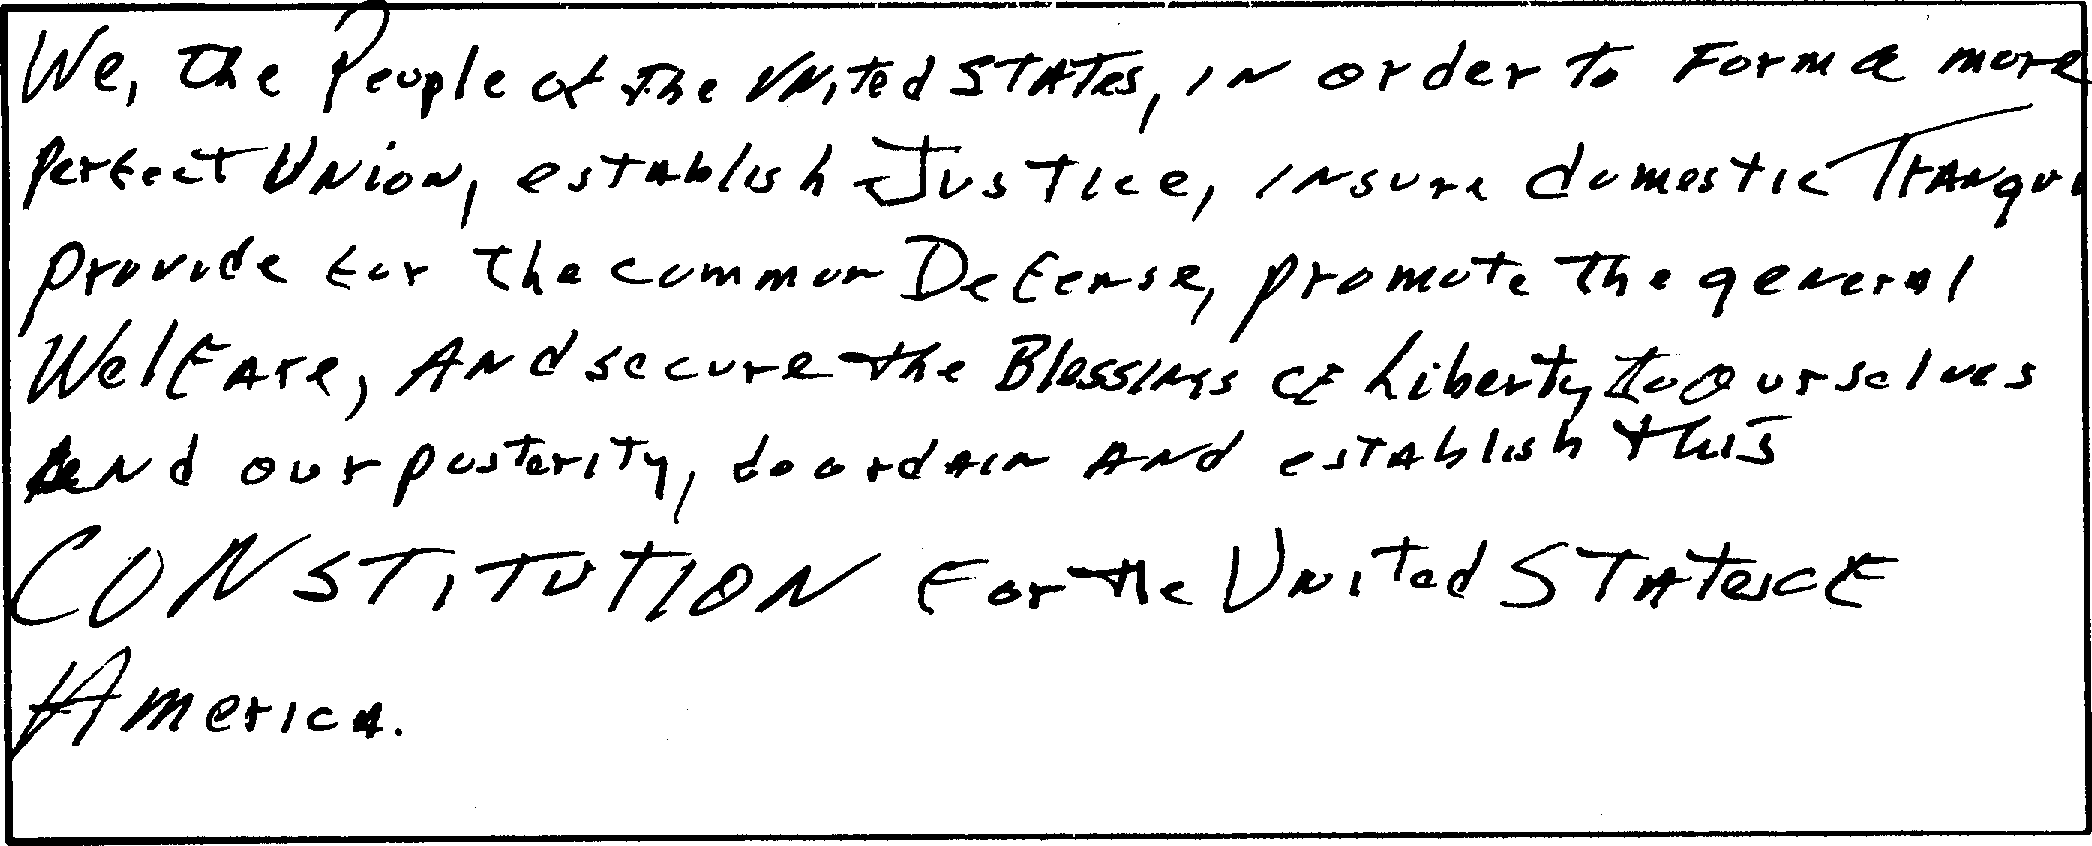 We, the People of the United States, in order to form a more
perfect Union, establish Justice, insure domestic Tranqui
provide for the common Defense, promote the general
Welfare, and secure the Blessings of Liberty to ourselves
and our posterity, do ordain and establish this
CONSTITUTION for the United States of
America.